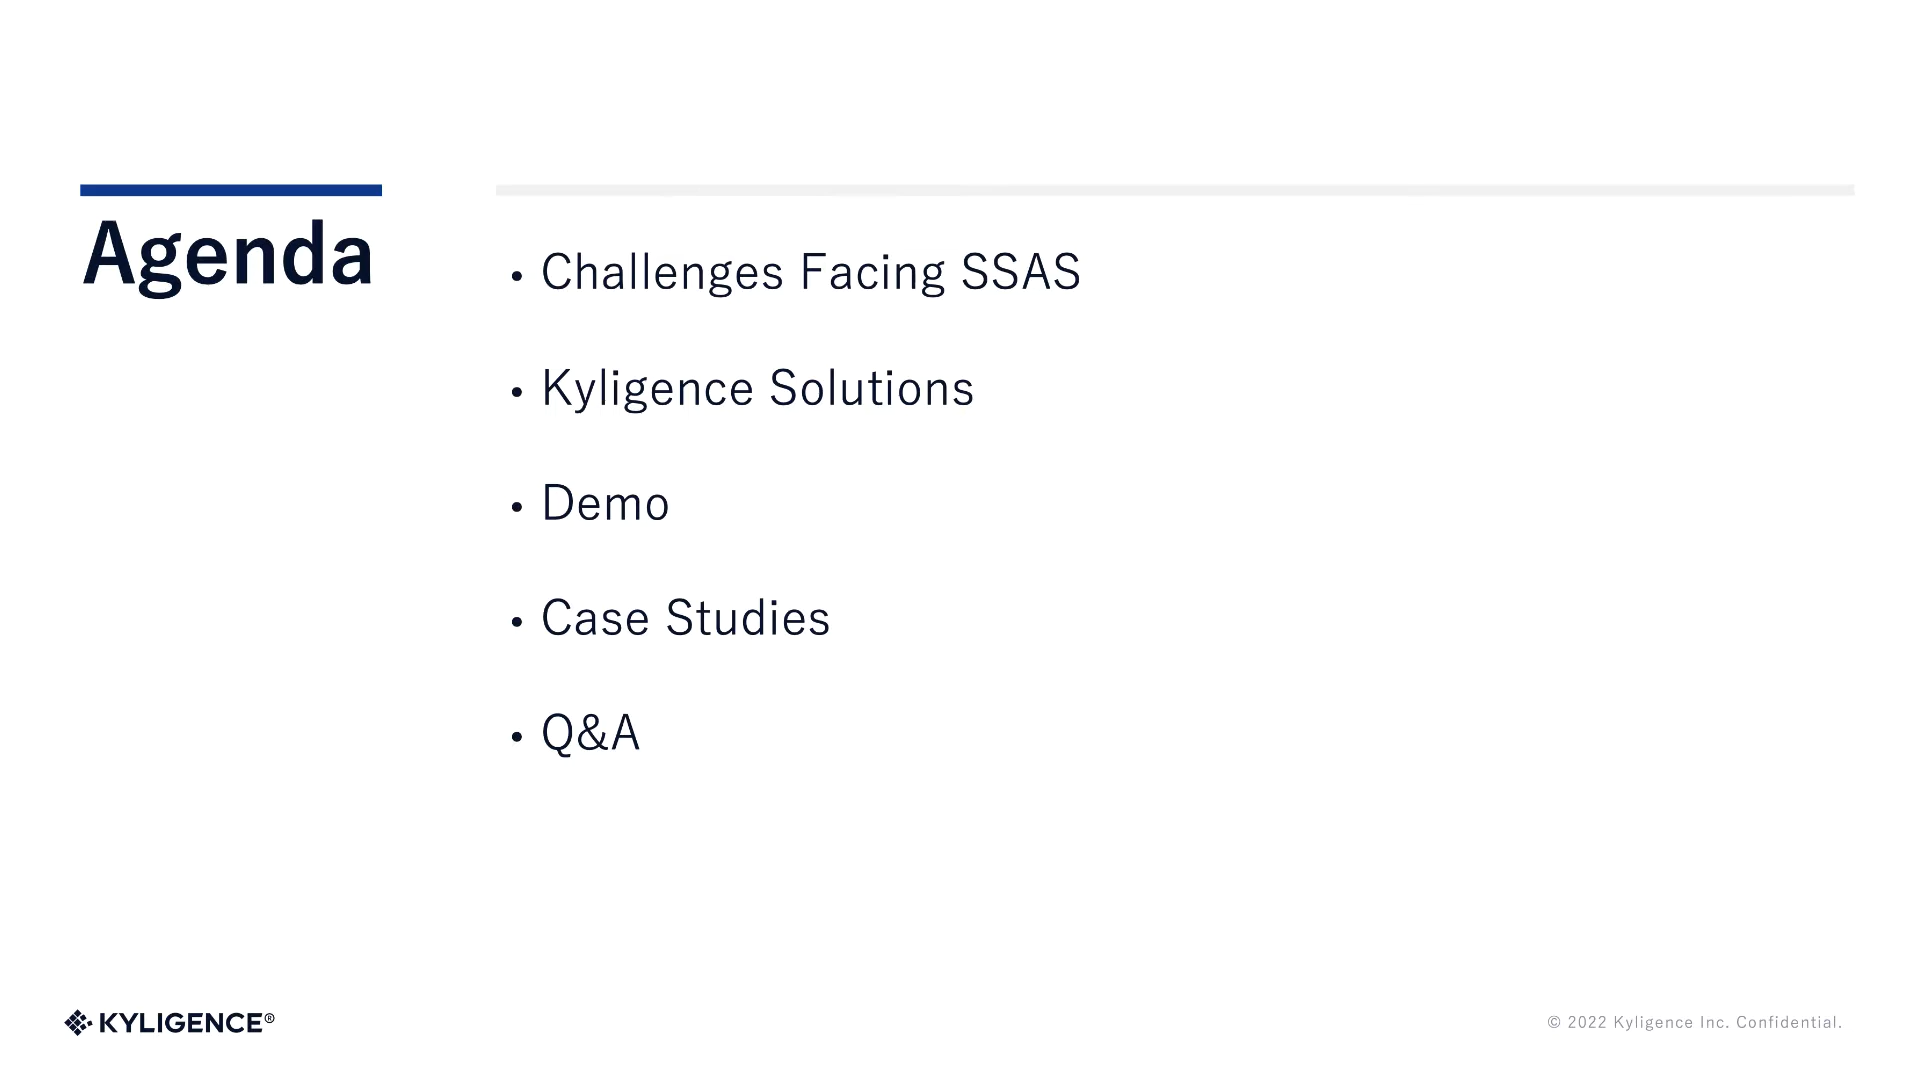 Agenda
• Challenges Facing SSAS
• Kyligence Solutions
• Demo
• Case Studies
• Q&A
KYLIGENCE®
© 2022 Kyligence Inc. Confidential.